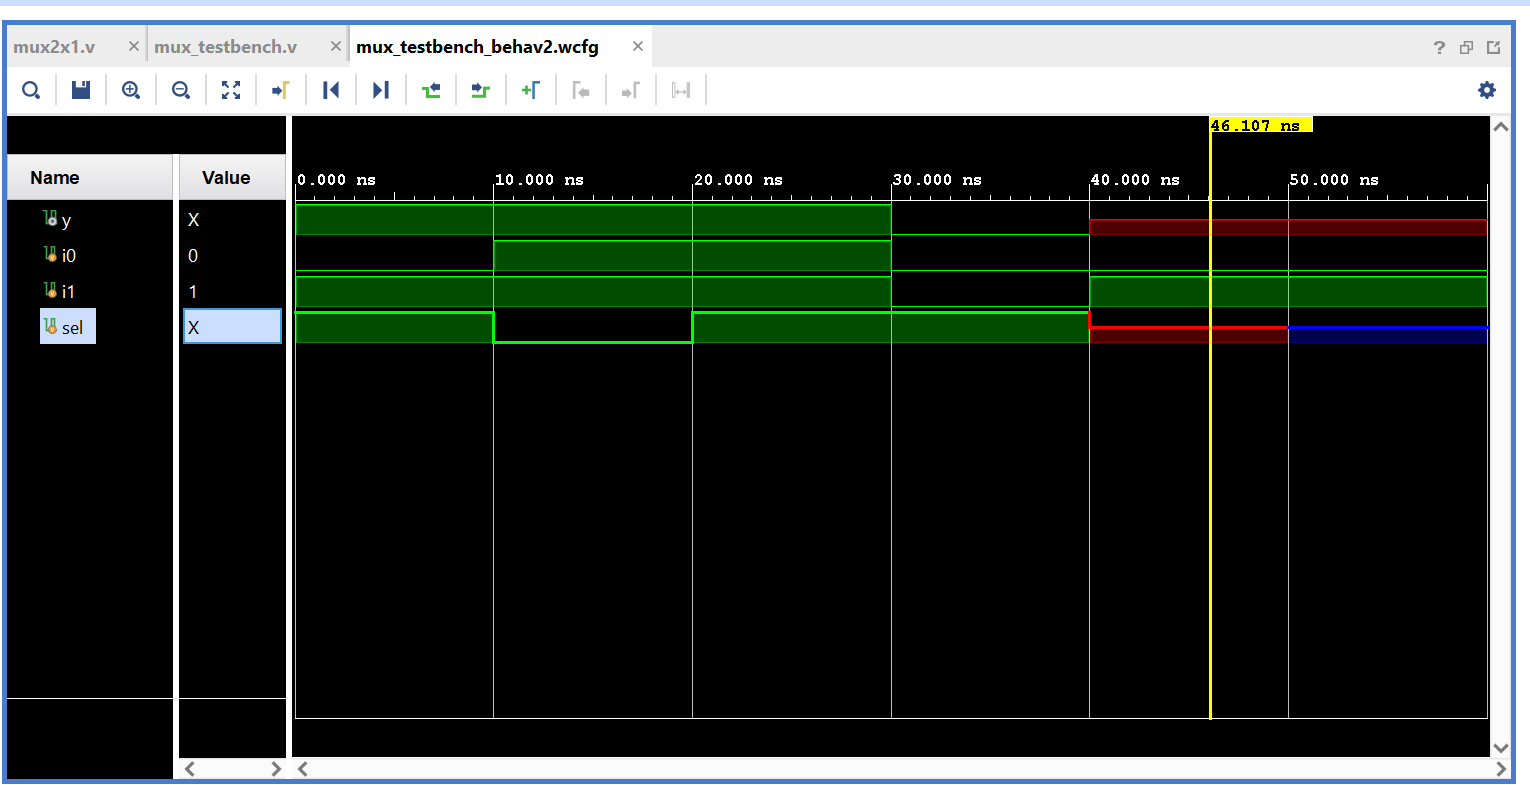 mux2x1.v × mux_testbench.v × mux_testbench_behav2.wcfg × ?
46.107 ns
Name Value 0.000 ns 10.000 ns 20.000 ns 30.000 ns 40.000 ns 50.000 ns
y X
i0 0
i1 1
sel X